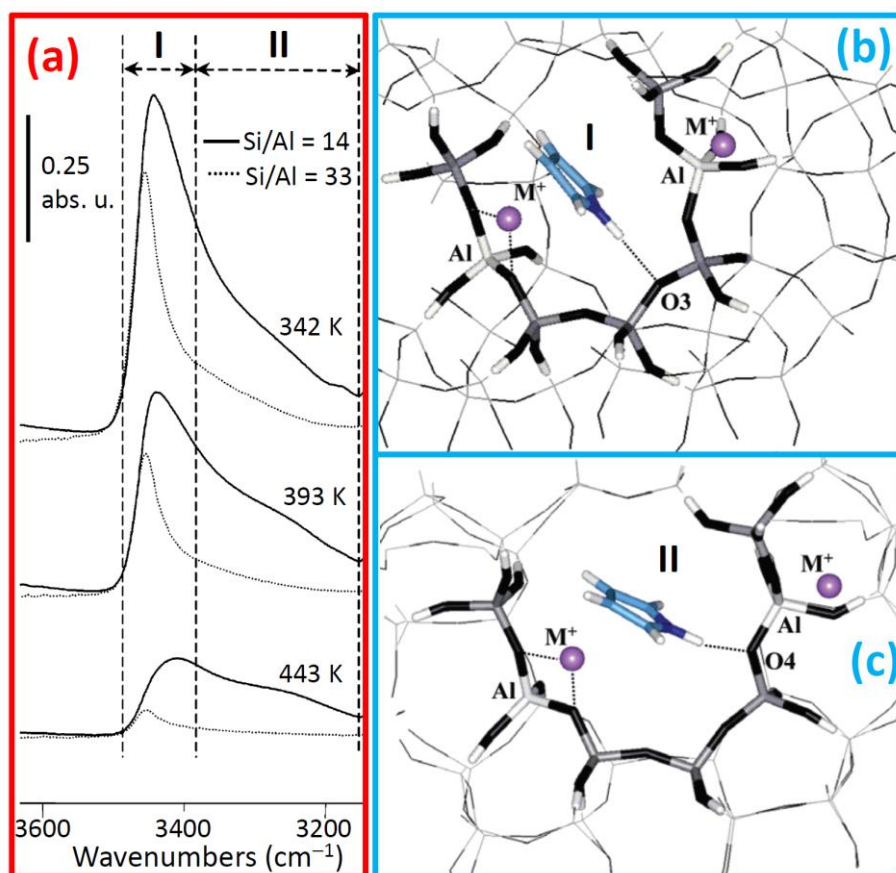 (a)
I
II
0.25
abs. u.
Si/Al = 14
Si/Al = 33
342 K
393 K
443 K
3600
3400
3200
Wavenumbers (cm⁻¹)
(b)
I
M⁺
Al
M⁺
Al
O3
II
M⁺
M⁺
Al
O4
Al
(c)